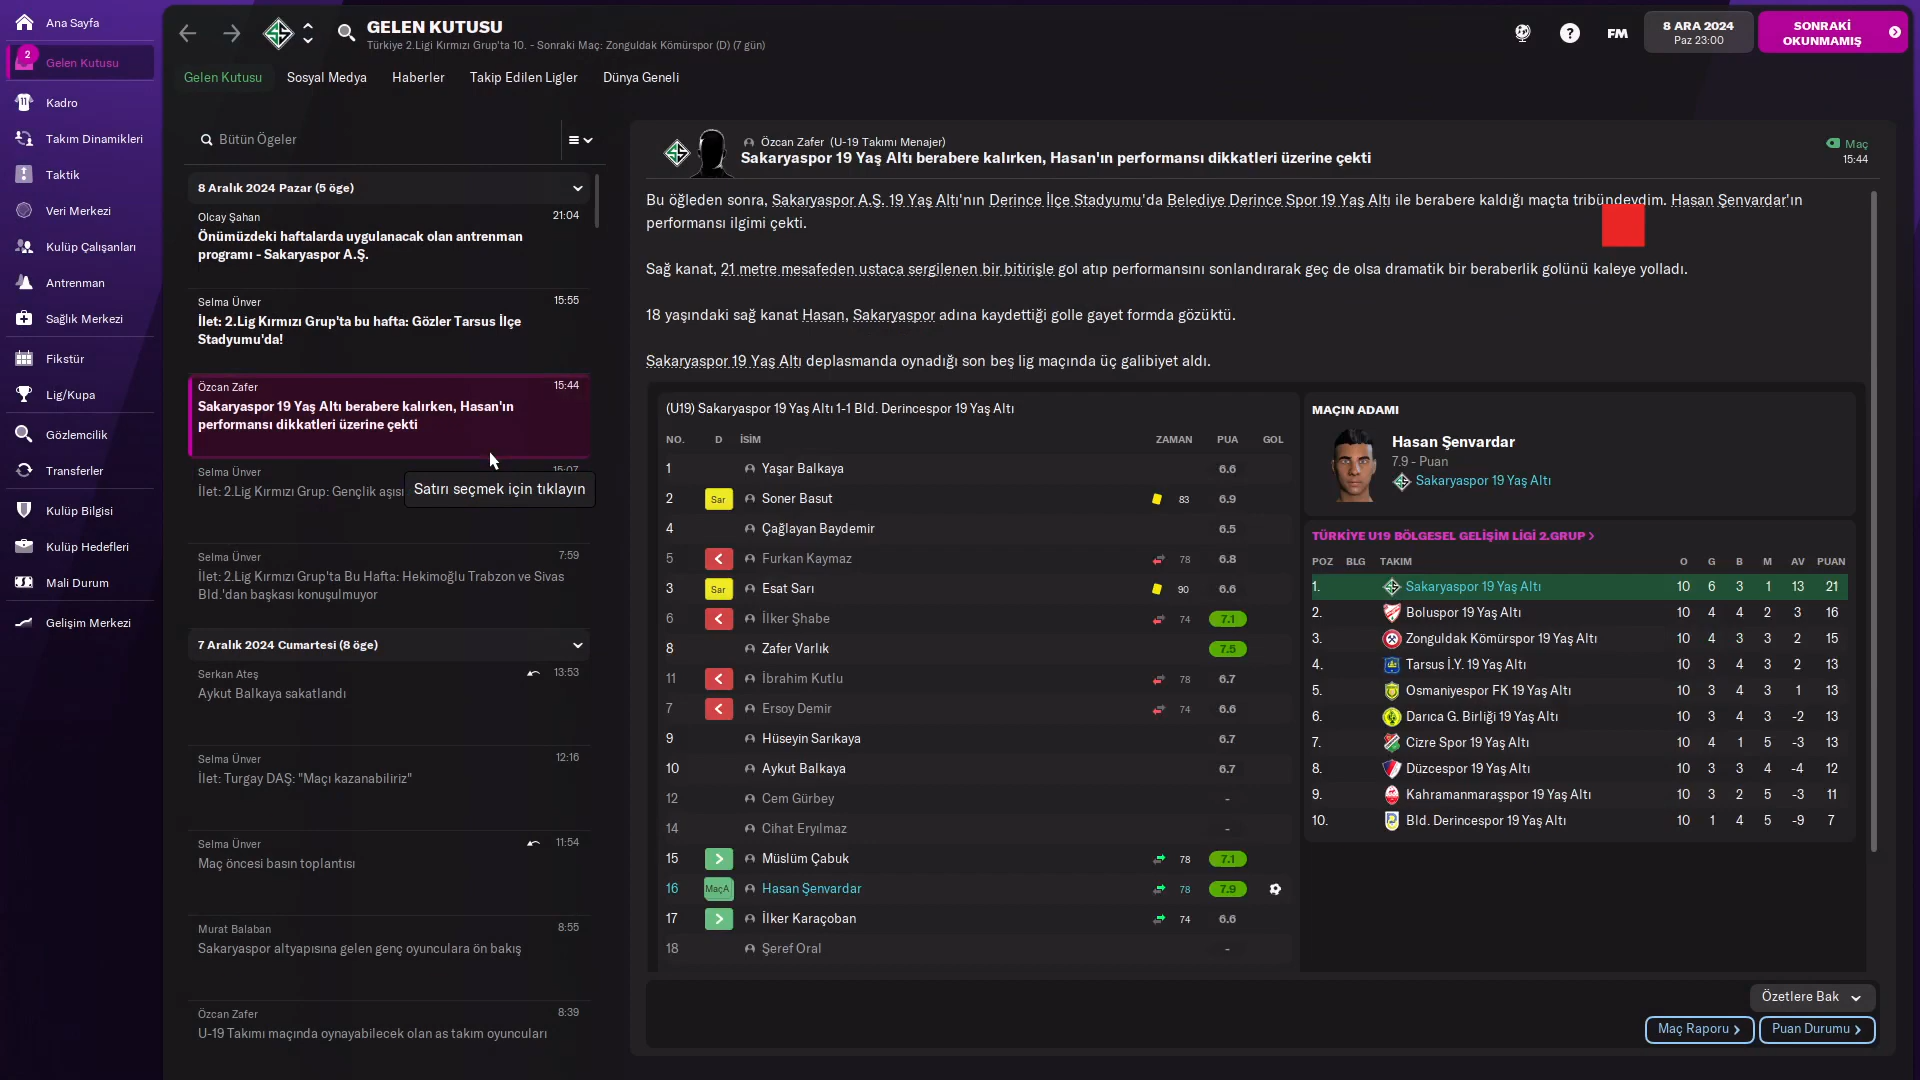 Ana Sayfa
2
Gelen Kutusu
Kadro
Takım Dinamikleri
Taktik
Veri Merkezi
Kulüp Çalışanları
Antrenman
Sağlık Merkezi
Fikstür
Lig/Kupa
Gözlemcilik
Transferler
Kulüp Bilgisi
Kulüp Hedefleri
Mali Durum
Gelişim Merkezi
GELEN KUTUSU
Türkiye 2.Ligi Kırmızı Grup'ta 10. - Sonraki Maç: Zonguldak Kömürspor (D) (7 gün)
FM
8 ARA 2024
Paz 23:00
SONRAKİ
OKUNMAMIŞ
Gelen Kutusu Sosyal Medya Haberler Takip Edilen Ligler Dünya Geneli
Bütün Ögeler
8 Aralık 2024 Pazar (5 öge)
Olcay Şahan 21:04
Önümüzdeki haftalarda uygulanacak olan antrenman
programı - Sakaryaspor A.Ş.
Selma Ünver 15:55
İlet: 2.Lig Kırmızı Grup'ta bu hafta: Gözler Tarsus İlçe
Stadyumu'da!
Özcan Zafer 15:44
Sakaryaspor 19 Yaş Altı berabere kalırken, Hasan'ın
performansı dikkatleri üzerine çekti
Selma Ünver 15:07
İlet: 2.Lig Kırmızı Grup: Gençlik aşısı
Satırı seçmek için tıklayın
Selma Ünver 7:59
İlet: 2.Lig Kırmızı Grup'ta Bu Hafta: Hekimoğlu Trabzon ve Sivas
Bld.'dan başkası konuşulmuyor
7 Aralık 2024 Cumartesi (8 öge)
Serkan Ateş 13:53
Aykut Balkaya sakatlandı
Selma Ünver 12:16
İlet: Turgay DAŞ: "Maçı kazanabiliriz"
Selma Ünver 11:54
Maç öncesi basın toplantısı
Murat Balaban 8:55
Sakaryaspor altyapısına gelen genç oyunculara ön bakış
Özcan Zafer 8:39
U-19 Takımı maçında oynayabilecek olan as takım oyuncuları
Özcan Zafer (U-19 Takımı Menajer)
Sakaryaspor 19 Yaş Altı berabere kalırken, Hasan'ın performansı dikkatleri üzerine çekti
Maç
15:44
Bu öğleden sonra, Sakaryaspor A.Ş. 19 Yaş Altı'nın Derince İlçe Stadyumu'da Belediye Derince Spor 19 Yaş Altı ile berabere kaldığı maçta tribündeydim. Hasan Şenvardar'ın
performansı ilgimi çekti.
Sağ kanat, 21 metre mesafeden ustaca sergilenen bir bitirişle gol atıp performansını sonlandırarak geç de olsa dramatik bir beraberlik golünü kaleye yolladı.
18 yaşındaki sağ kanat Hasan, Sakaryaspor adına kaydettiği golle gayet formda gözüktü.
Sakaryaspor 19 Yaş Altı deplasmanda oynadığı son beş lig maçında üç galibiyet aldı.
(U19) Sakaryaspor 19 Yaş Altı 1-1 Bld. Derincespor 19 Yaş Altı
NO. D İSİM ZAMAN PUA GOL
1 Yaşar Balkaya 6.6
2 Sar Soner Basut 83 6.9
4 Çağlayan Baydemir 6.5
5 Furkan Kaymaz 78 6.8
3 Sar Esat Sarı 90 6.6
6 İlker Şhabe 74 7.1
8 Zafer Varlık 7.5
11 İbrahim Kutlu 78 6.7
7 Ersoy Demir 74 6.6
9 Hüseyin Sarıkaya 6.7
10 Aykut Balkaya 6.7
12 Cem Gürbey -
14 Cihat Eryılmaz -
15 Müslüm Çabuk 78 7.1
16 MaçA Hasan Şenvardar 78 7.9
17 İlker Karaçoban 74 6.6
18 Şeref Oral -
MAÇIN ADAMI
Hasan Şenvardar
7.9 - Puan
Sakaryaspor 19 Yaş Altı
TÜRKİYE U19 BÖLGESEL GELİŞİM LİGİ 2.GRUP >
POZ BLG TAKIM O G B M AV PUAN
1. Sakaryaspor 19 Yaş Altı 10 6 3 1 13 21
2. Boluspor 19 Yaş Altı 10 4 4 2 3 16
3. Zonguldak Kömürspor 19 Yaş Altı 10 4 3 3 2 15
4. Tarsus İ.Y. 19 Yaş Altı 10 3 4 3 2 13
5. Osmaniyespor FK 19 Yaş Altı 10 3 4 3 1 13
6. Darıca G. Birliği 19 Yaş Altı 10 3 4 3 -2 13
7. Cizre Spor 19 Yaş Altı 10 4 1 5 -3 13
8. Düzcespor 19 Yaş Altı 10 3 3 4 -4 12
9. Kahramanmaraşspor 19 Yaş Altı 10 3 2 5 -3 11
10. Bld. Derincespor 19 Yaş Altı 10 1 4 5 -9 7
Özetlere Bak
Maç Raporu > Puan Durumu >